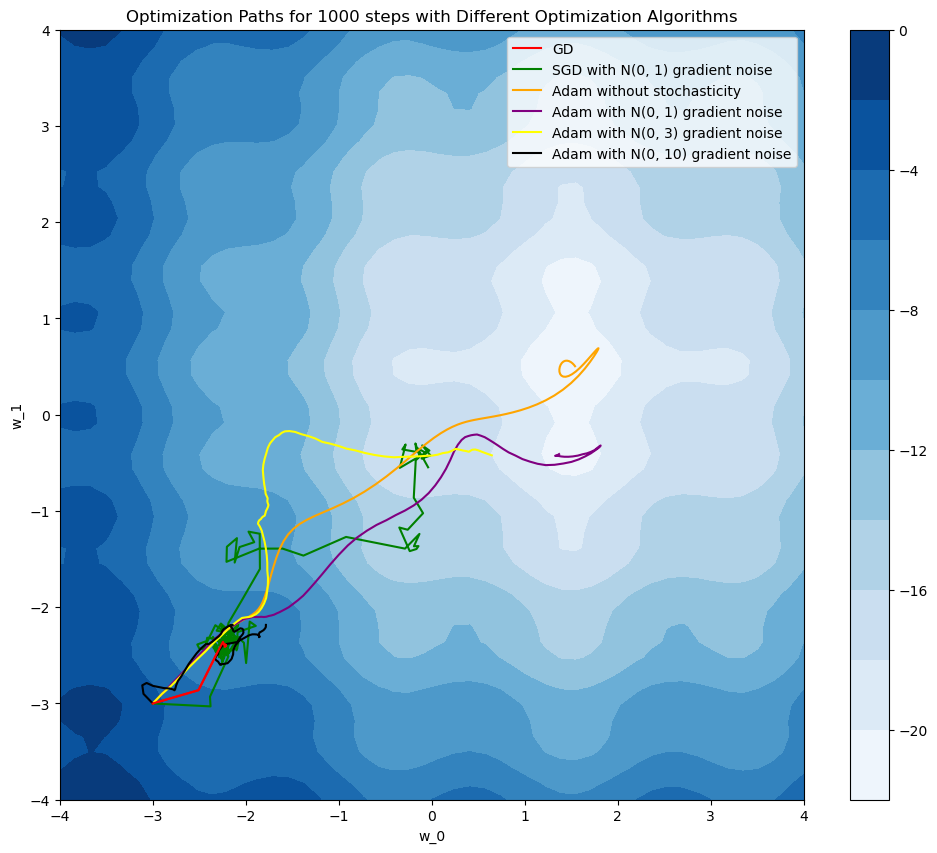 Optimization Paths for 1000 steps with Different Optimization Algorithms
GD
SGD with N(0, 1) gradient noise
Adam without stochasticity
Adam with N(0, 1) gradient noise
Adam with N(0, 3) gradient noise
Adam with N(0, 10) gradient noise
4
3
2
1
0
−1
−2
−3
−4
w_1
−4 −3 −2 −1 0 1 2 3 4
w_0
0
−4
−8
−12
−16
−20